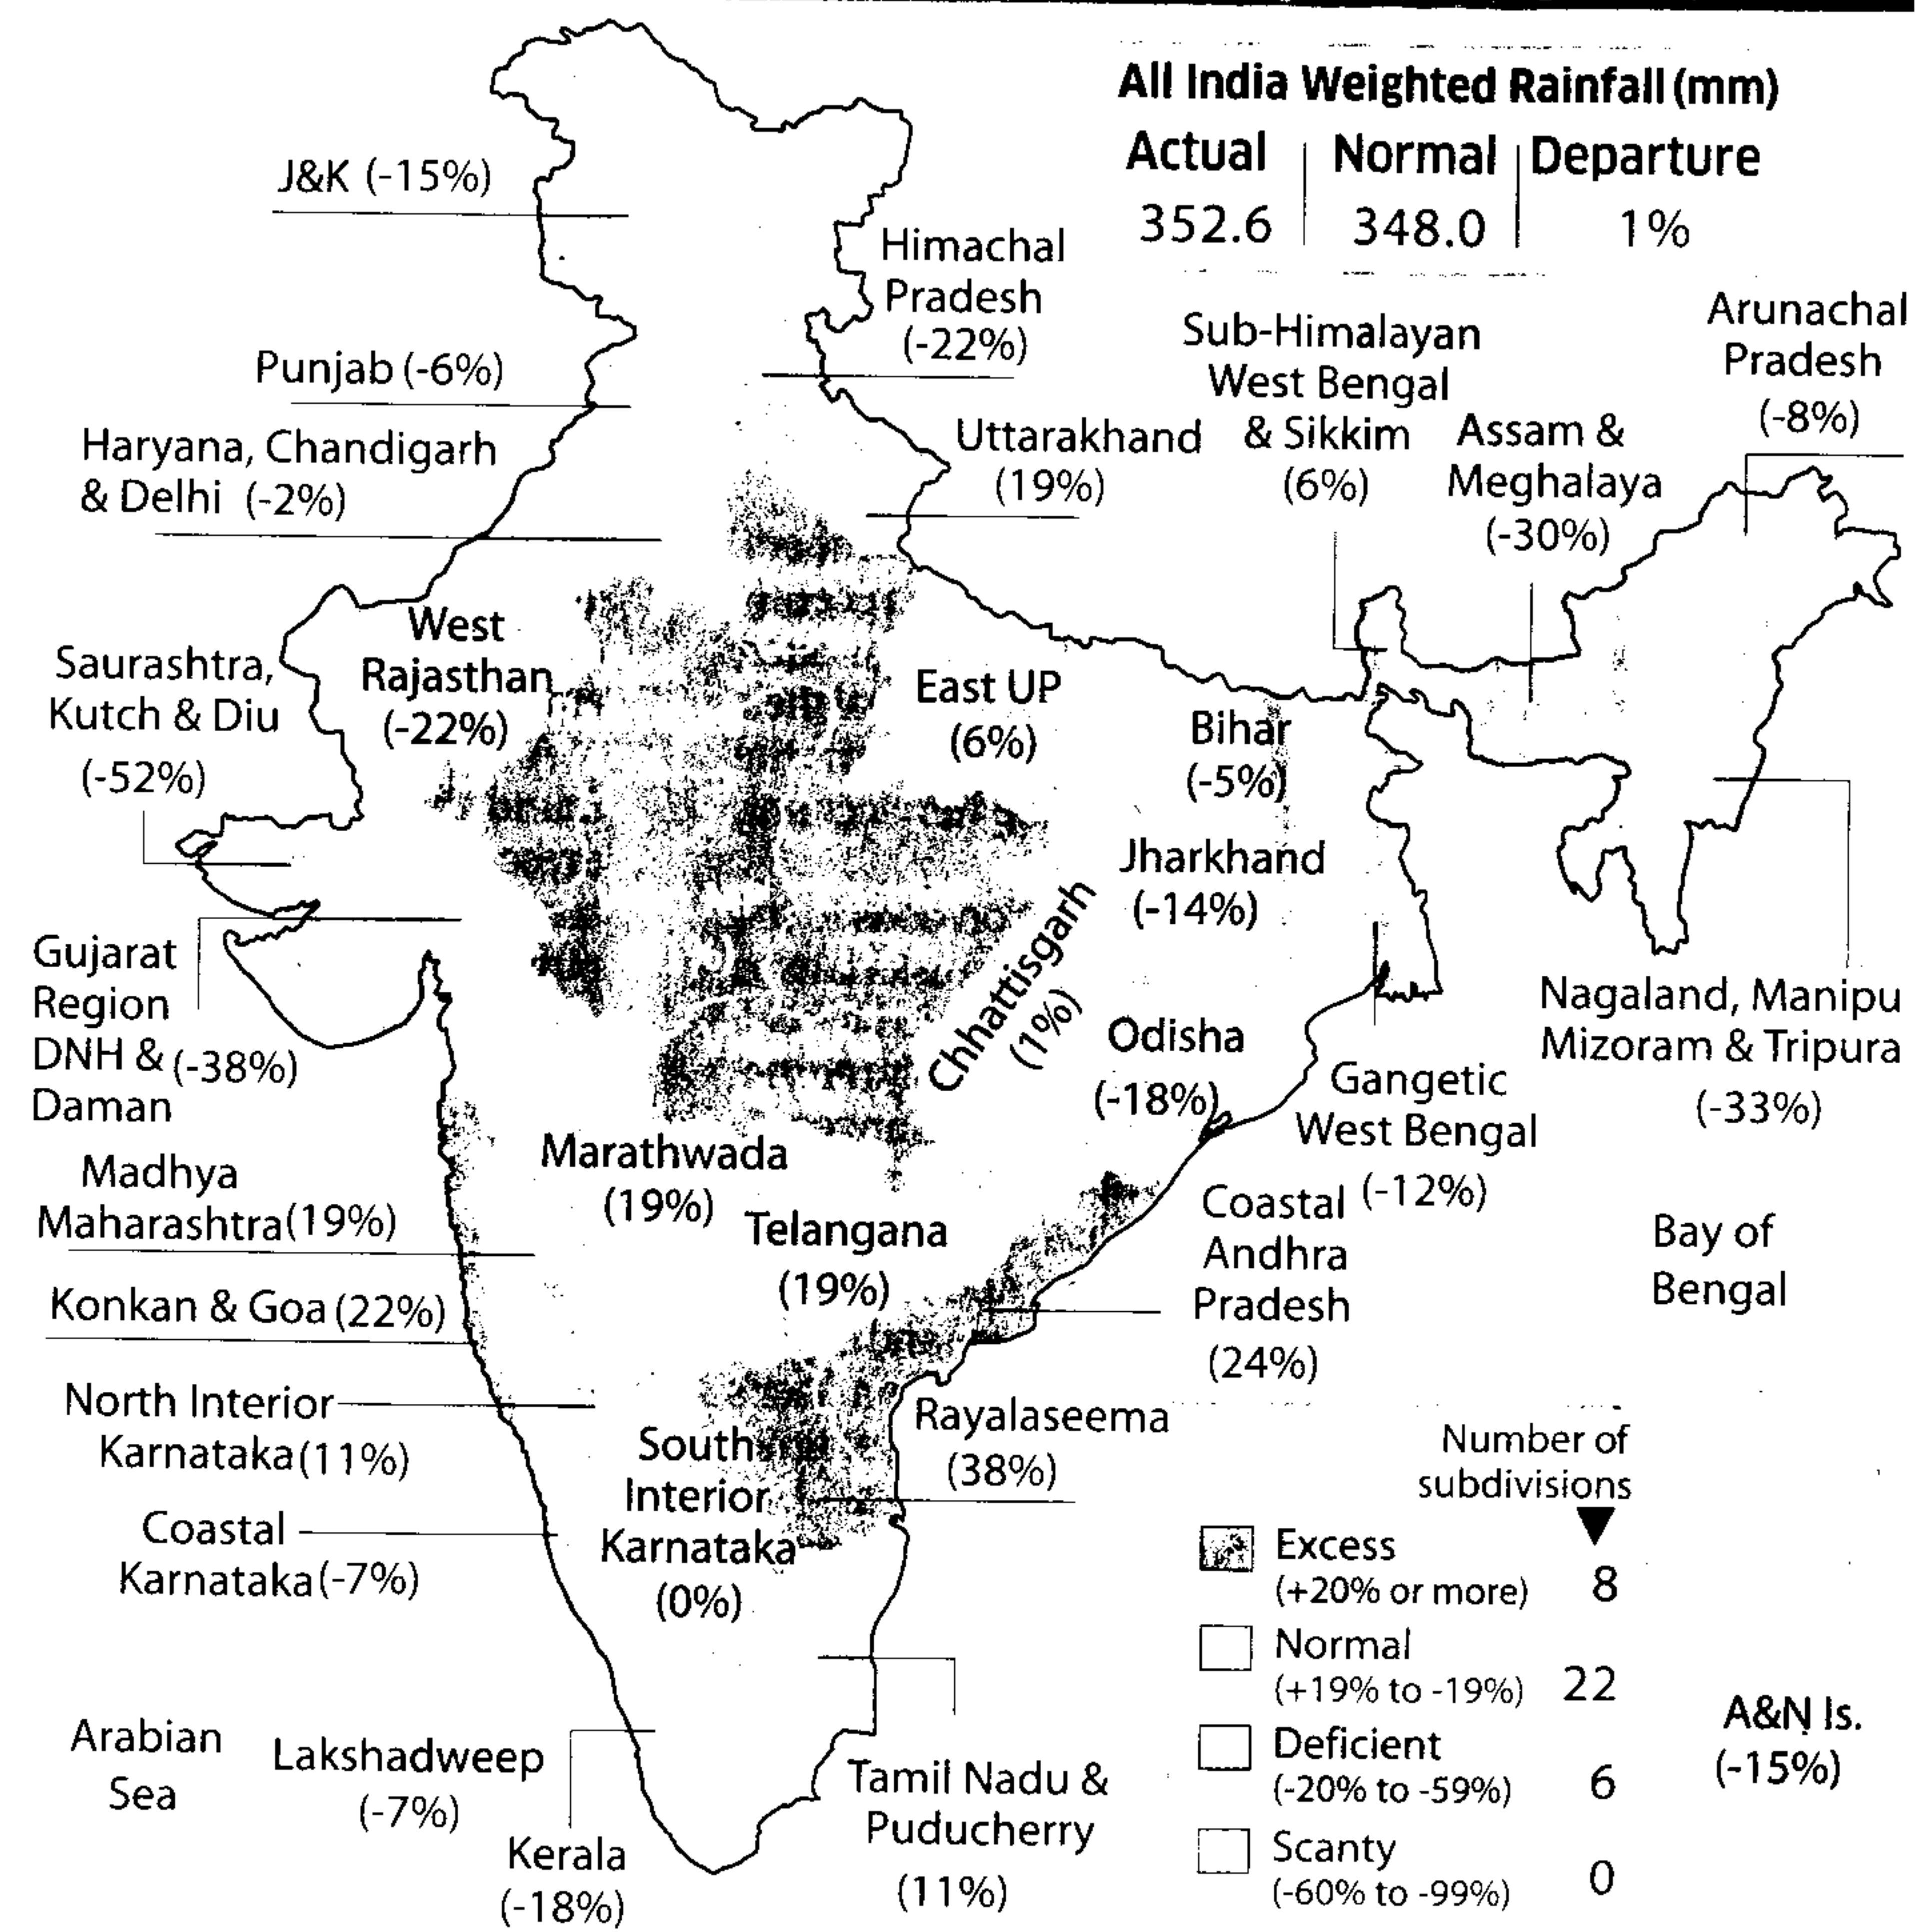 All India Weighted Rainfall (mm)
Actual Normal Departure
352.6 348.0 1%
J&K (-15%)
Himachal
Pradesh
(-22%)
Punjab (-6%)
Haryana, Chandigarh
& Delhi (-2%)
Uttarakhand
(19%)
Sub-Himalayan
West Bengal
& Sikkim
(6%)
Assam &
Meghalaya
(-30%)
Arunachal
Pradesh
(-8%)
West
Rajasthan
(-22%)
Saurashtra,
Kutch & Diu
(-52%)
East UP
(6%)
Bihar
(-5%)
Jharkhand
(-14%)
Gujarat
Region
DNH & (-38%)
Daman
Chhattisgarh
(1%)
Odisha
(-18%)
Gangetic
West Bengal
(-12%)
Nagaland, Manipu
Mizoram & Tripura
(-33%)
Madhya
Maharashtra (19%)
Marathwada
(19%)
Telangana
(19%)
Coastal
Andhra
Pradesh
(24%)
Bay of
Bengal
Konkan & Goa (22%)
North Interior
Karnataka (11%)
South
Interior
Karnataka
(0%)
Rayalaseema
(38%)
Coastal
Karnataka (-7%)
Number of
subdivisions
Excess
(+20% or more) 8
Normal
(+19% to -19%) 22
Deficient
(-20% to -59%) 6
Scanty
(-60% to -99%) 0
A&N Is.
(-15%)
Arabian
Sea
Lakshadweep
(-7%)
Kerala
(-18%)
Tamil Nadu &
Puducherry
(11%)